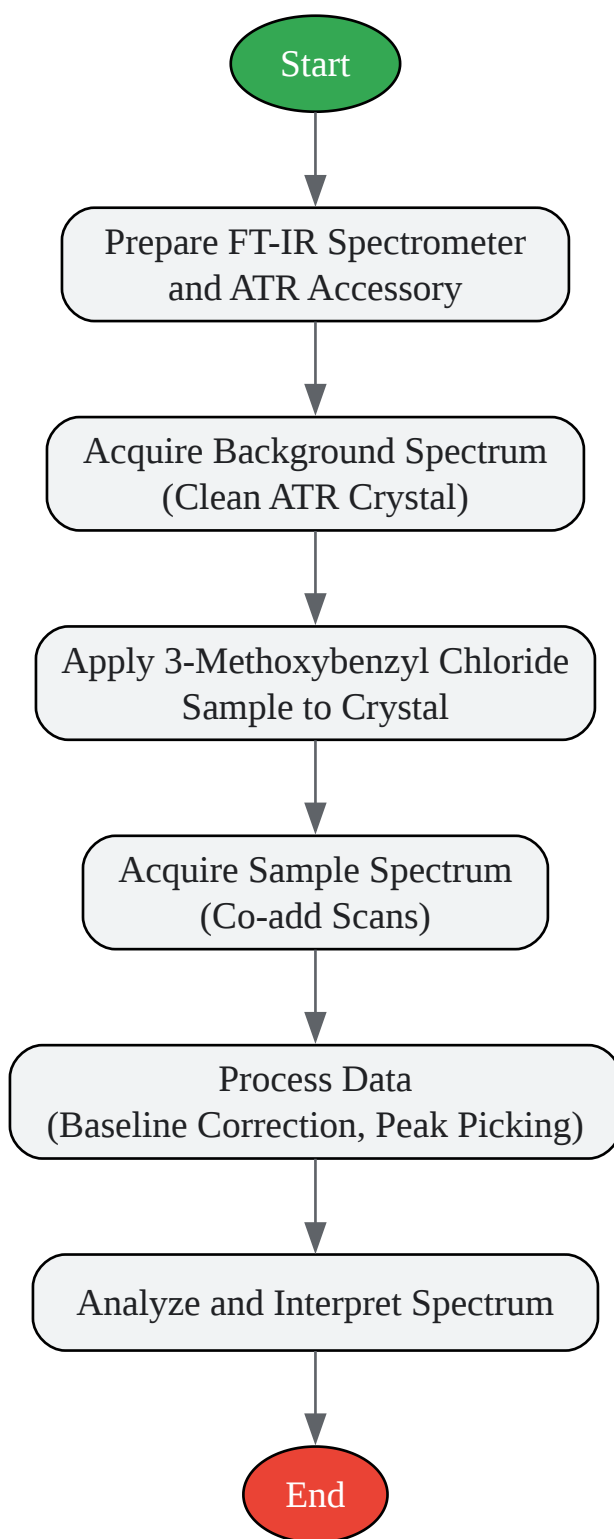 Start
Prepare FT-IR Spectrometer
and ATR Accessory
Acquire Background Spectrum
(Clean ATR Crystal)
Apply 3-Methoxybenzyl Chloride
Sample to Crystal
Acquire Sample Spectrum
(Co-add Scans)
Process Data
(Baseline Correction, Peak Picking)
Analyze and Interpret Spectrum
End